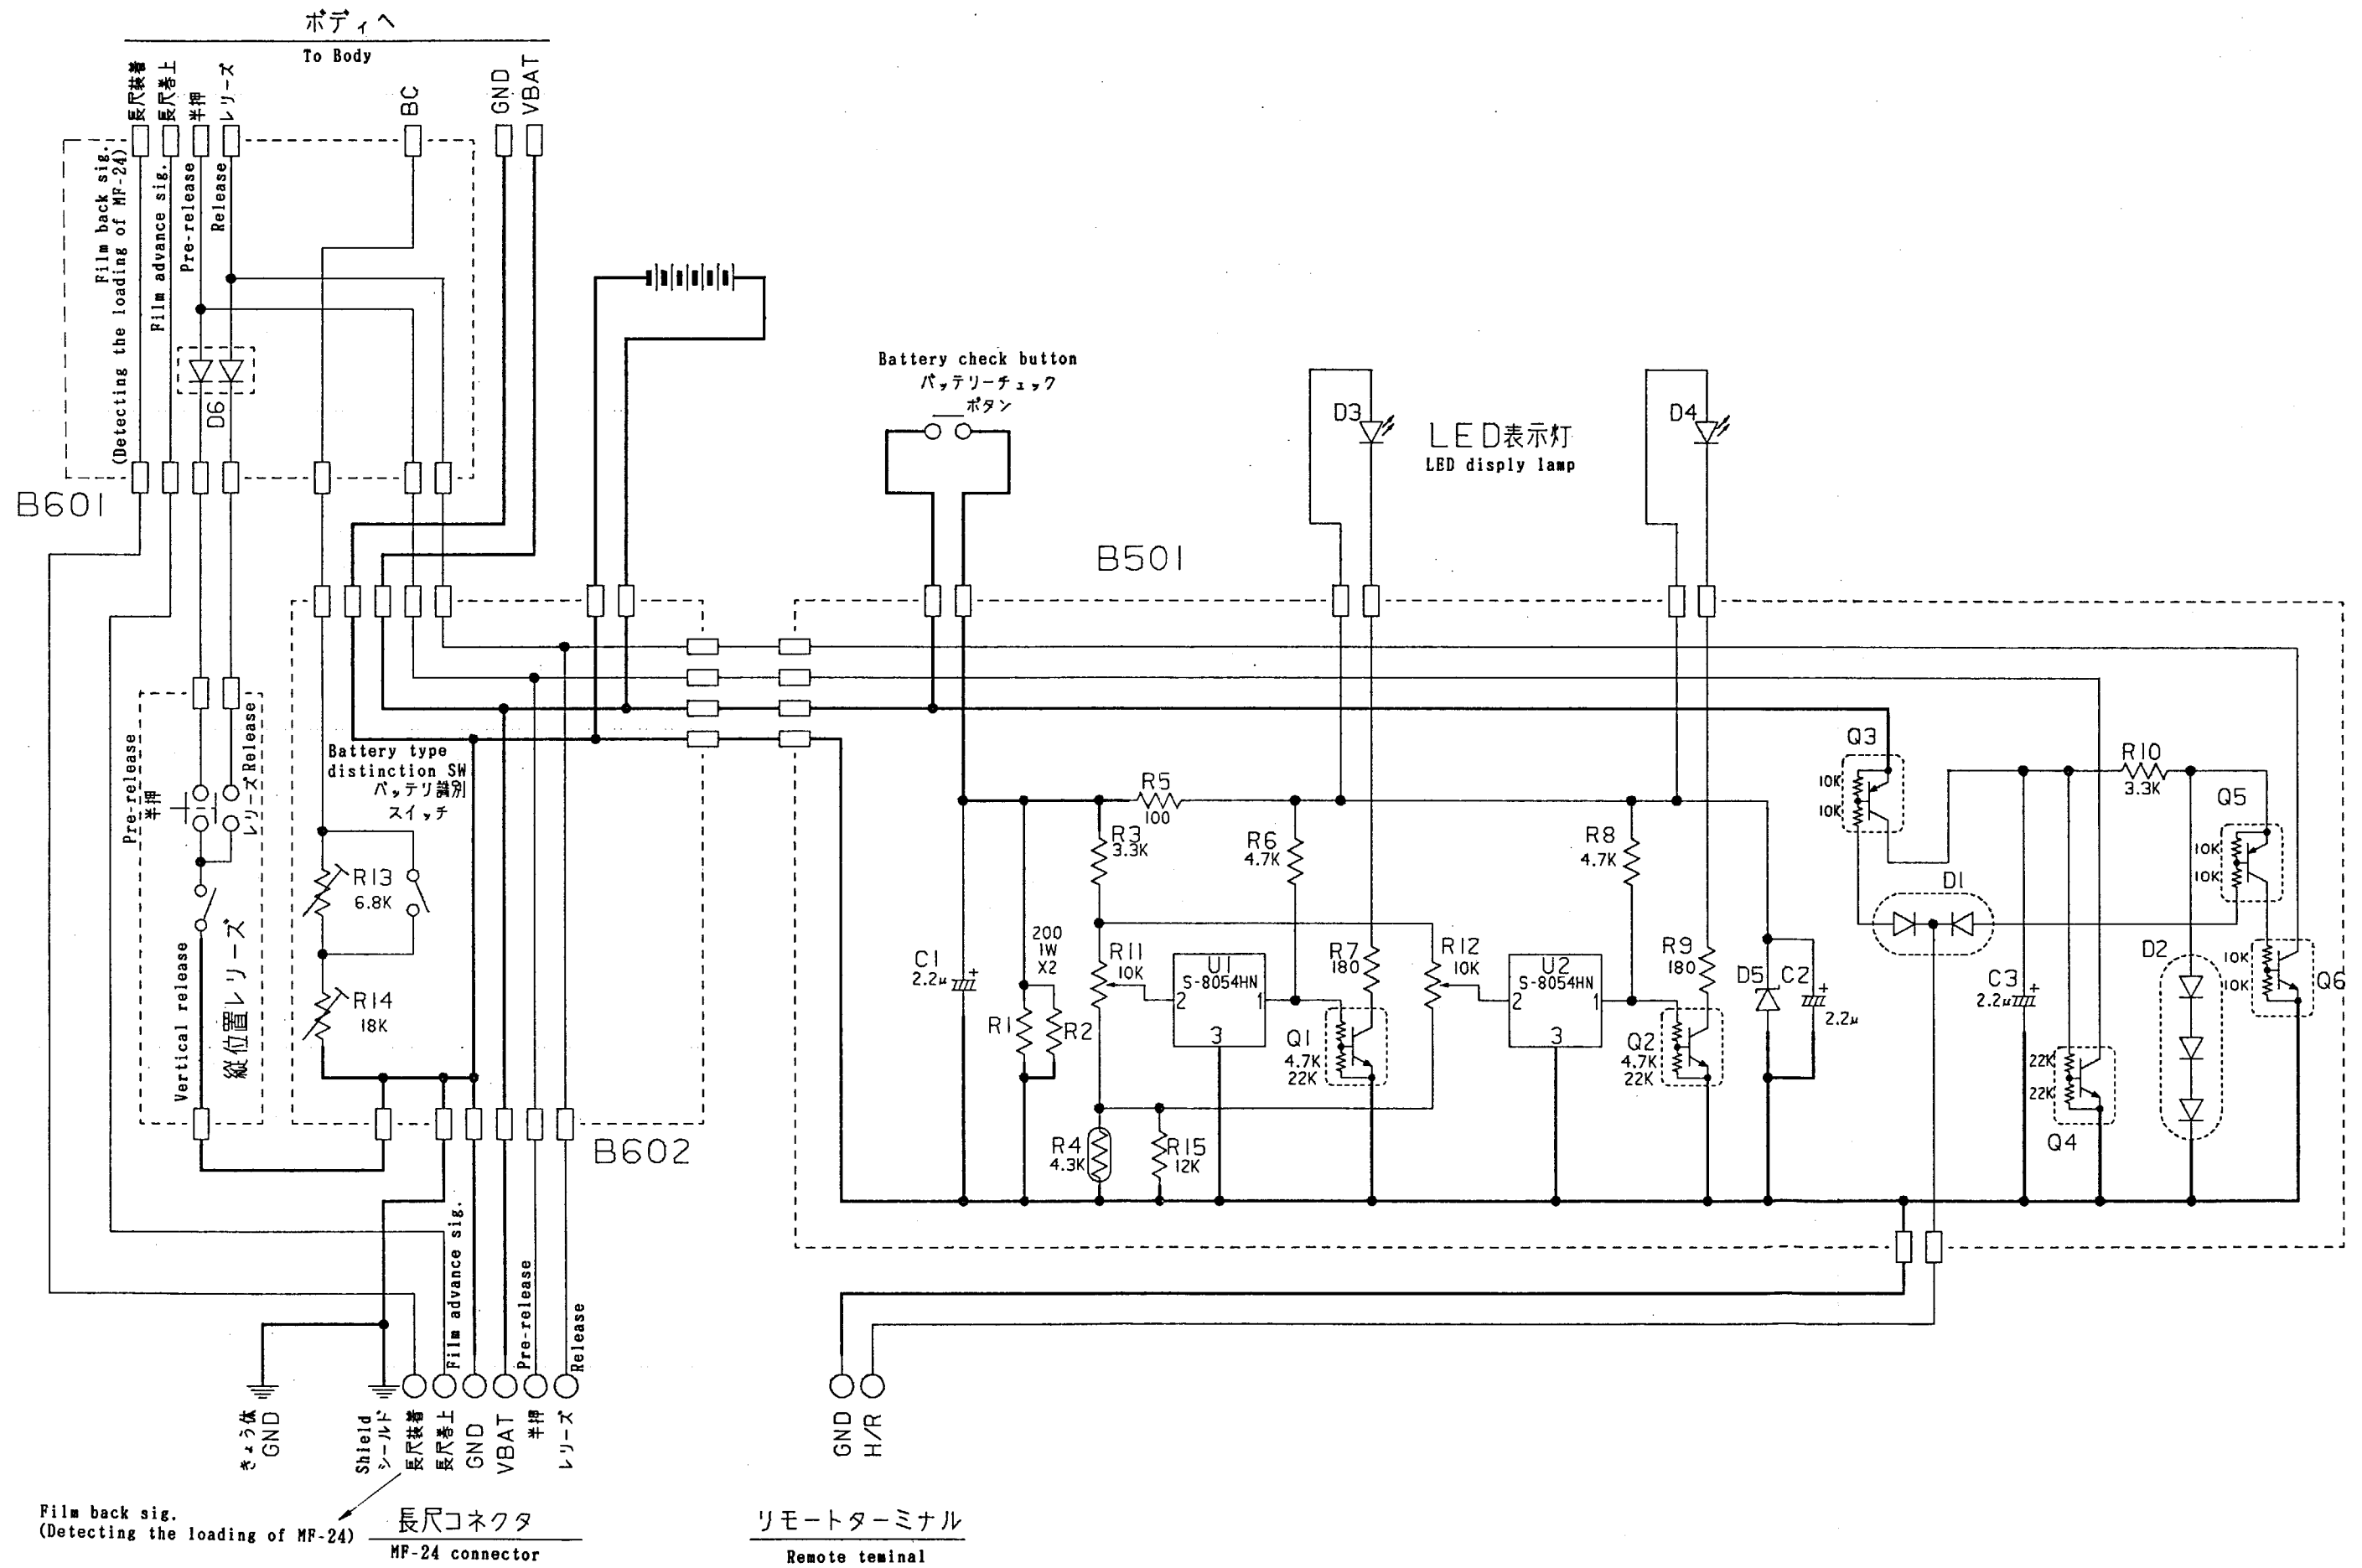 ボディへ
To Body
長尺装着
長尺巻上
半押
レリーズ
BC
GND
VBAT
Film back sig.
(Detecting the loading of MF-24)
Film advance sig.
Pre-release
Release
D6
B601
Battery check button
バッテリーチェック
ボタン
D3
LED表示灯
LED disply lamp
D4
B501
Pre-release
半押
レリーズ Release
Vertical release
縦位置レリーズ
Battery type
distinction SW
バッテリ識別
スイッチ
R13
6.8K
R14
18K
B602
C1
2.2μ
+
200
1W
X2
R1
R2
R3
3.3K
R5
100
R11
10K
R4
4.3K
R15
12K
R6
4.7K
U1
S-8054HN
2
1
3
R7
180
Q1
4.7K
22K
R12
10K
R8
4.7K
U2
S-8054HN
2
1
3
R9
180
Q2
4.7K
22K
D5
C2
+
2.2μ
Q3
10K
10K
D1
C3
2.2μ
+
R10
3.3K
Q5
10K
10K
D2
10K
10K
Q6
22K
22K
Q4
Film advance sig.
Pre-release
Release
きょう体
GND
Shield
シールド
長尺装着
長尺巻上
GND
VBAT
半押
レリーズ
GND
H/R
Film back sig.
(Detecting the loading of MF-24)
長尺コネクタ
MF-24 connector
リモートターミナル
Remote teminal